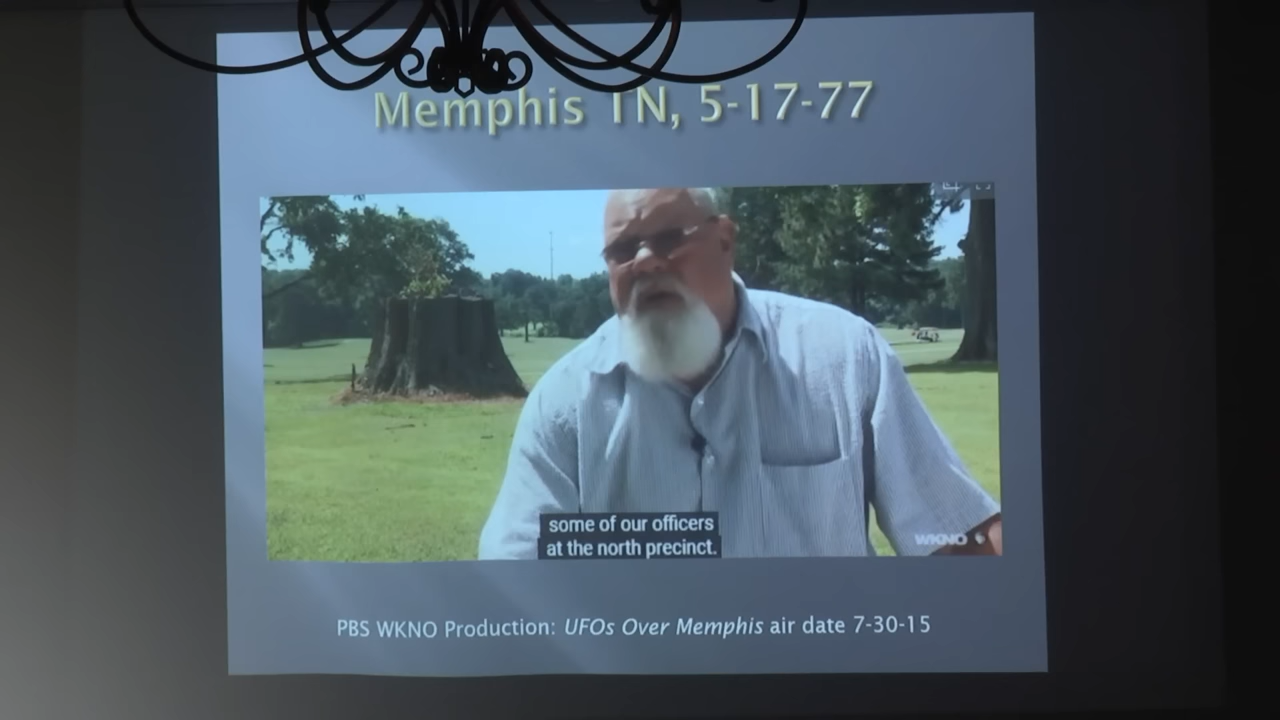 Memphis TN, 5-17-77
some of our officers
at the north precinct.
WKNO
PBS WKNO Production: UFOs Over Memphis air date 7-30-15